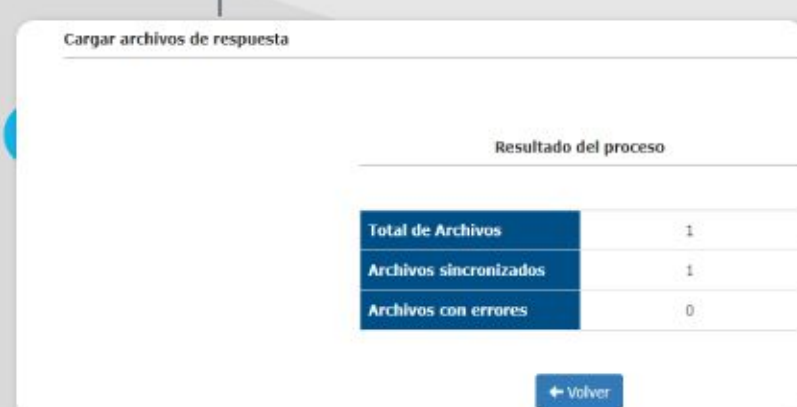 Cargar archivos de respuesta
Resultado del proceso
Total de Archivos 1
Archivos sincronizados 1
Archivos con errores 0
Volver